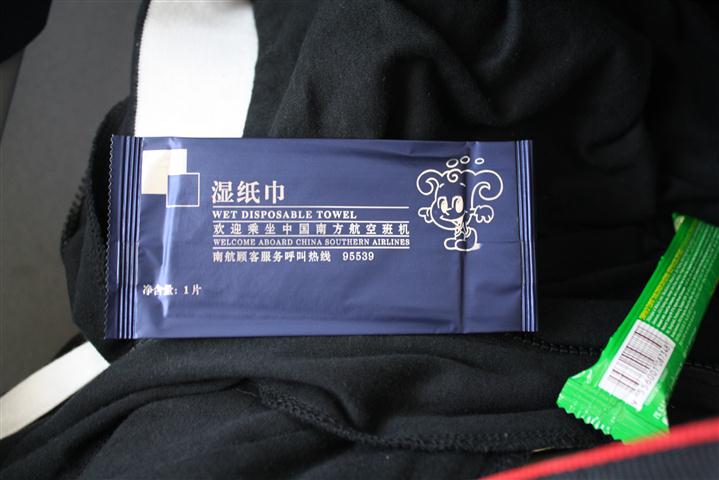 湿纸巾
WET DISPOSABLE TOWEL
欢迎乘坐中国南方航空班机
WELCOME ABOARD CHINA SOUTHERN AIRLINES
南航顾客服务呼叫热线 95539
净含量: 1片